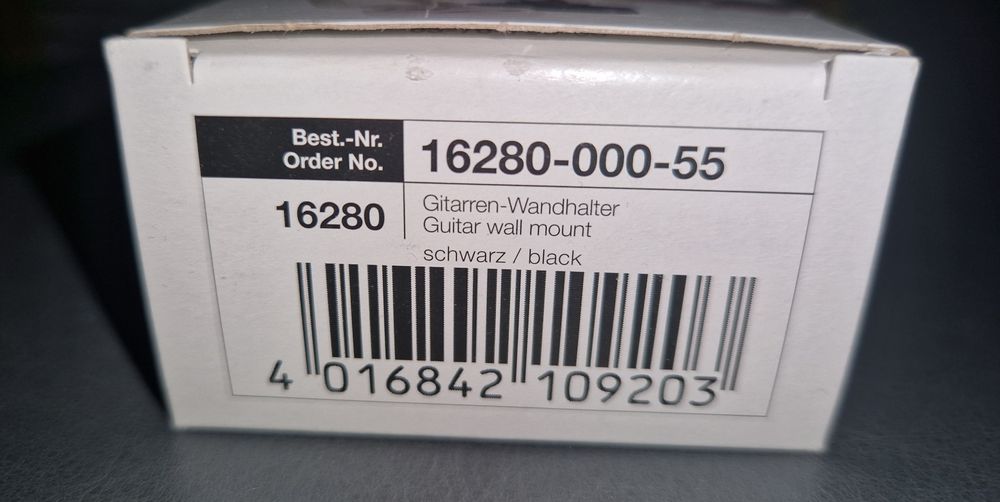 Best.-Nr.
Order No.
16280-000-55
16280
Gitarren-Wandhalter
Guitar wall mount
schwarz / black
4 016842 109203